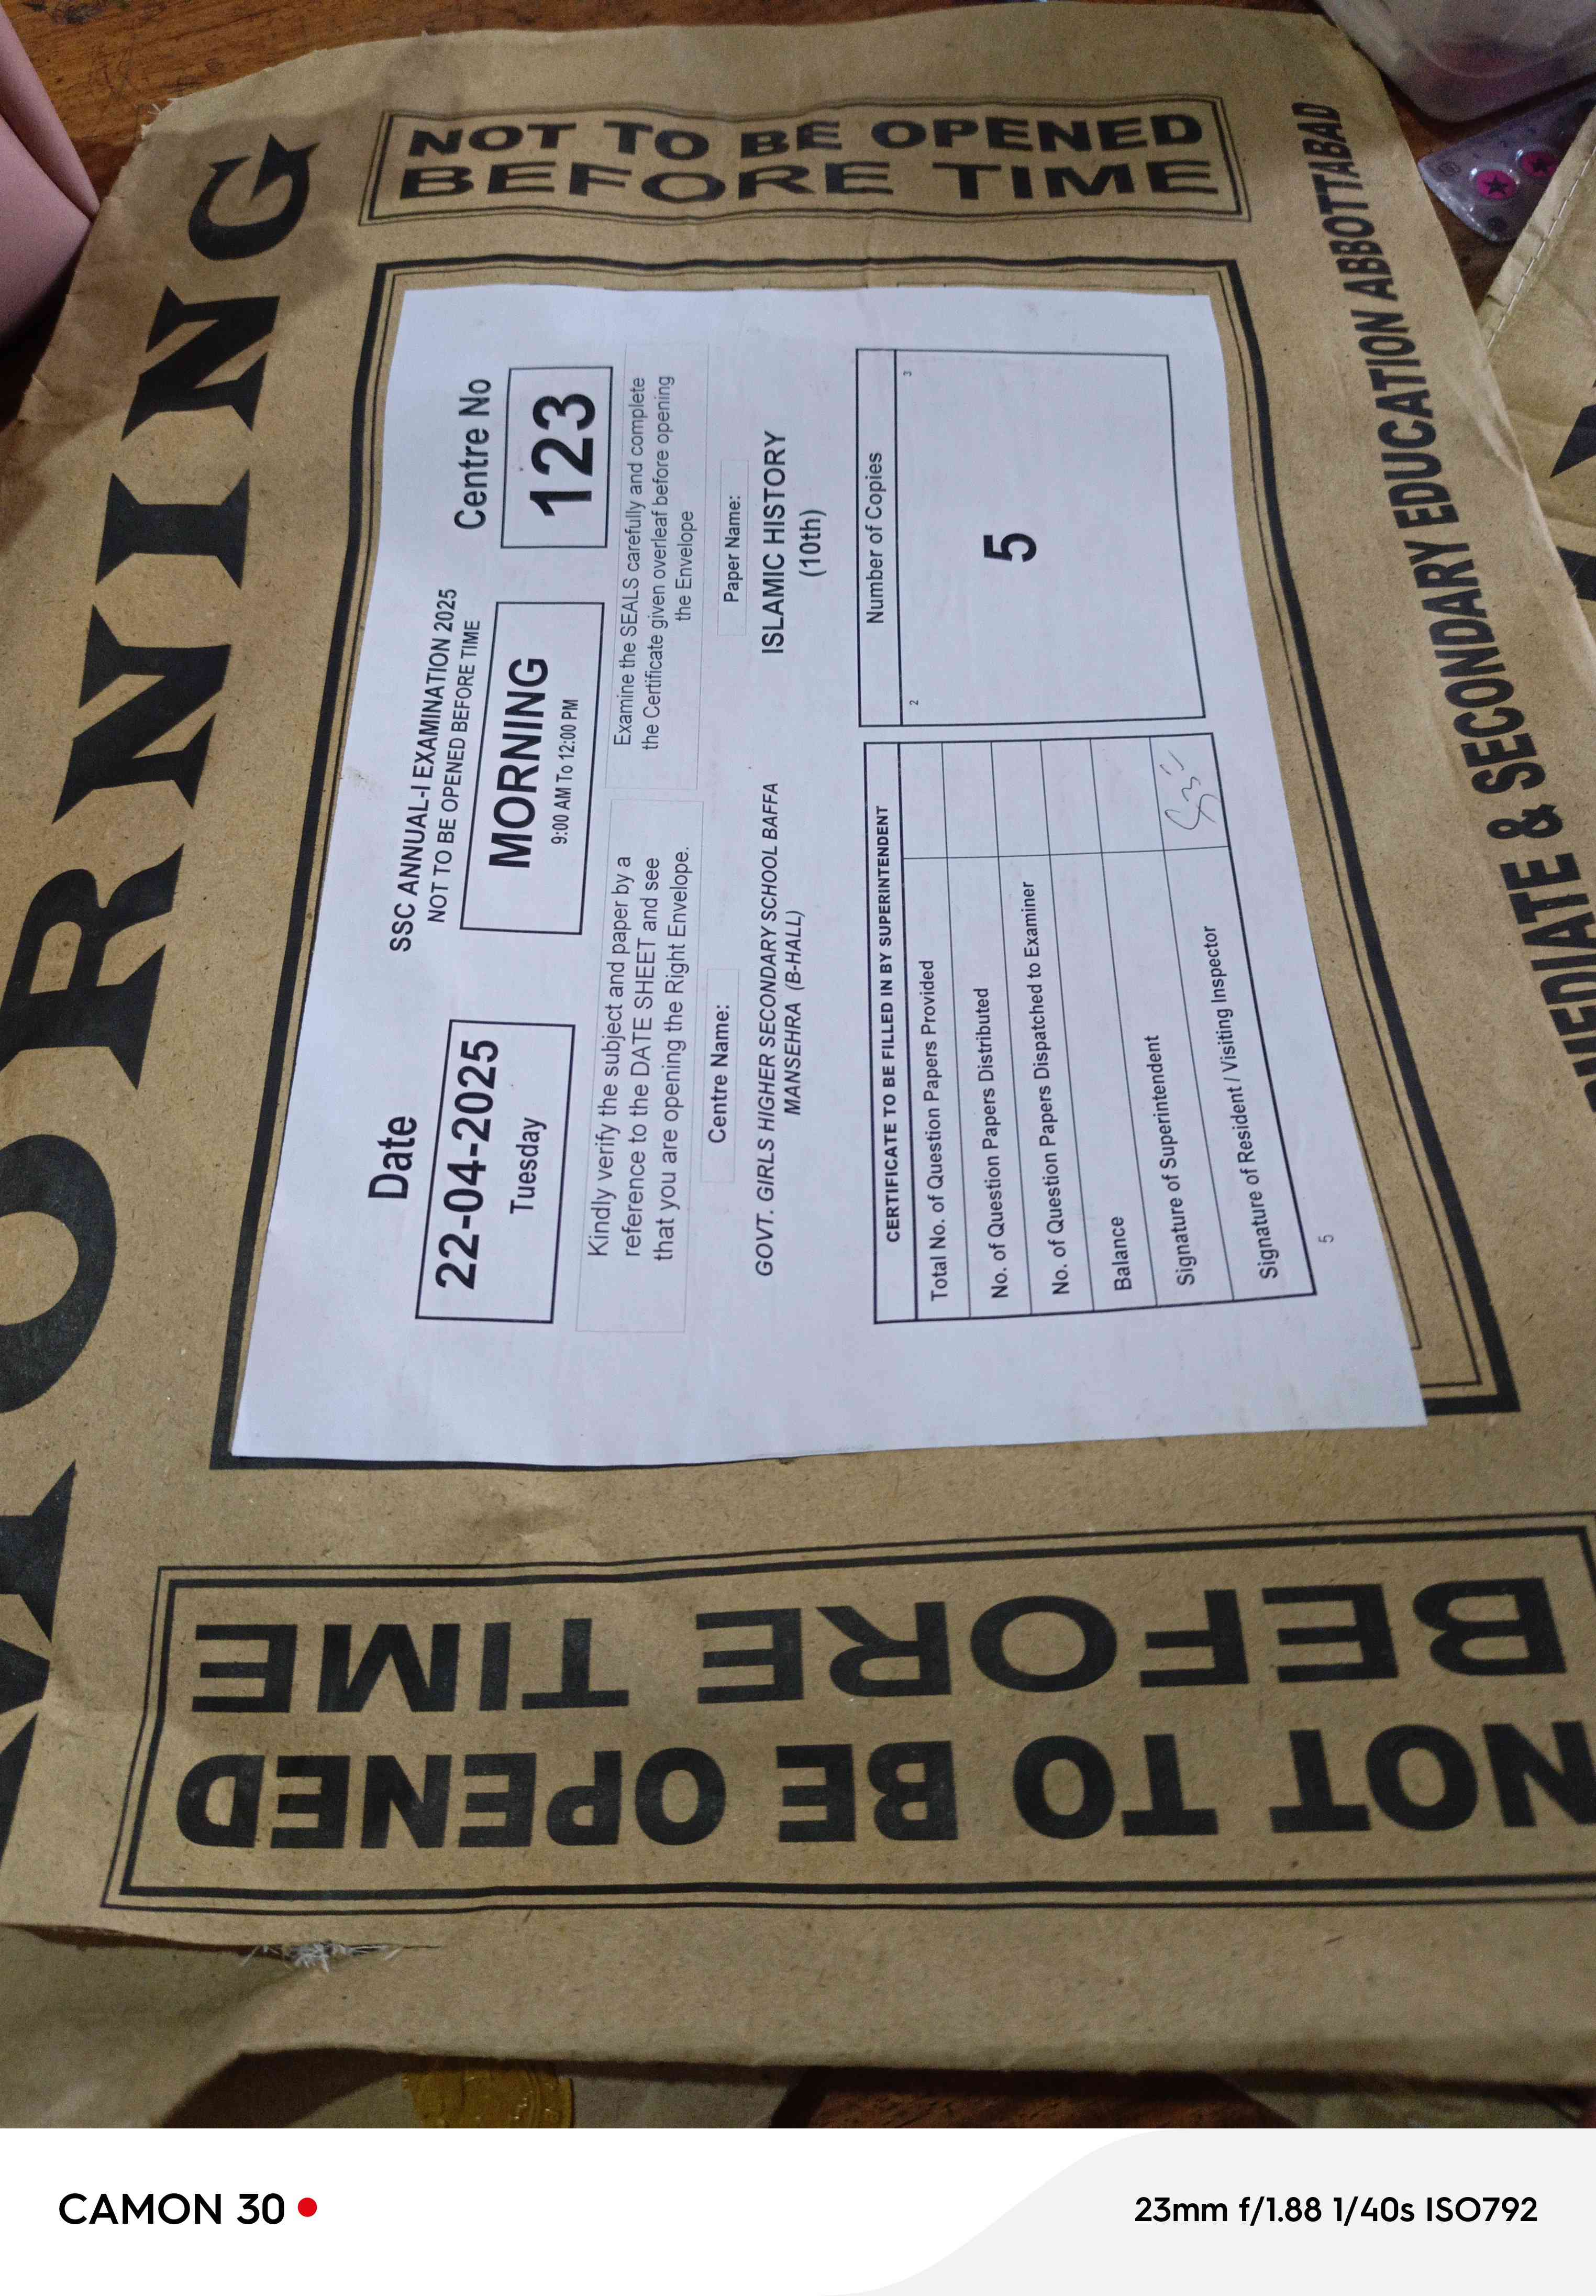 MORNING
NOT TO BE OPENED
BEFORE TIME
Date
22-04-2025
Tuesday
SSC ANNUAL-I EXAMINATION 2025
NOT TO BE OPENED BEFORE TIME
MORNING
9:00 AM To 12:00 PM
Centre No
123
Kindly verify the subject and paper by a
reference to the DATE SHEET and see
that you are opening the Right Envelope.
Examine the SEALS carefully and complete
the Certificate given overleaf before opening
the Envelope
Centre Name:
GOVT. GIRLS HIGHER SECONDARY SCHOOL BAFFA
MANSEHRA (B-HALL)
Paper Name:
ISLAMIC HISTORY
(10th)
CERTIFICATE TO BE FILLED IN BY SUPERINTENDENT
Total No. of Question Papers Provided
No. of Question Papers Distributed
No. of Question Papers Dispatched to Examiner
Balance
Signature of Superintendent
Signature of Resident / Visiting Inspector
5
Number of Copies
2
3
5
MEDIATE & SECONDARY EDUCATION ABBOTTABAD
NOT TO BE OPENED
BEFORE TIME
CAMON 30
23mm f/1.88 1/40s ISO792